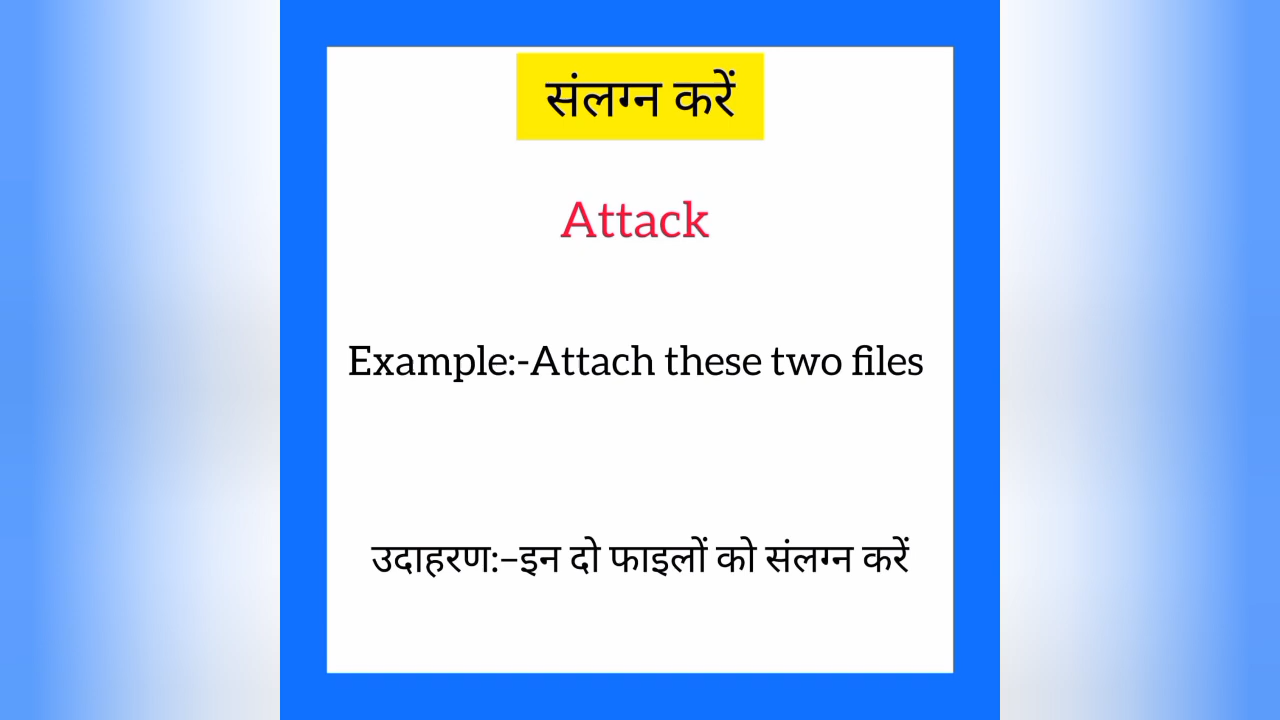 संलग्न करें
Attack
Example:-Attach these two files
उदाहरण:–इन दो फाइलों को संलग्न करें